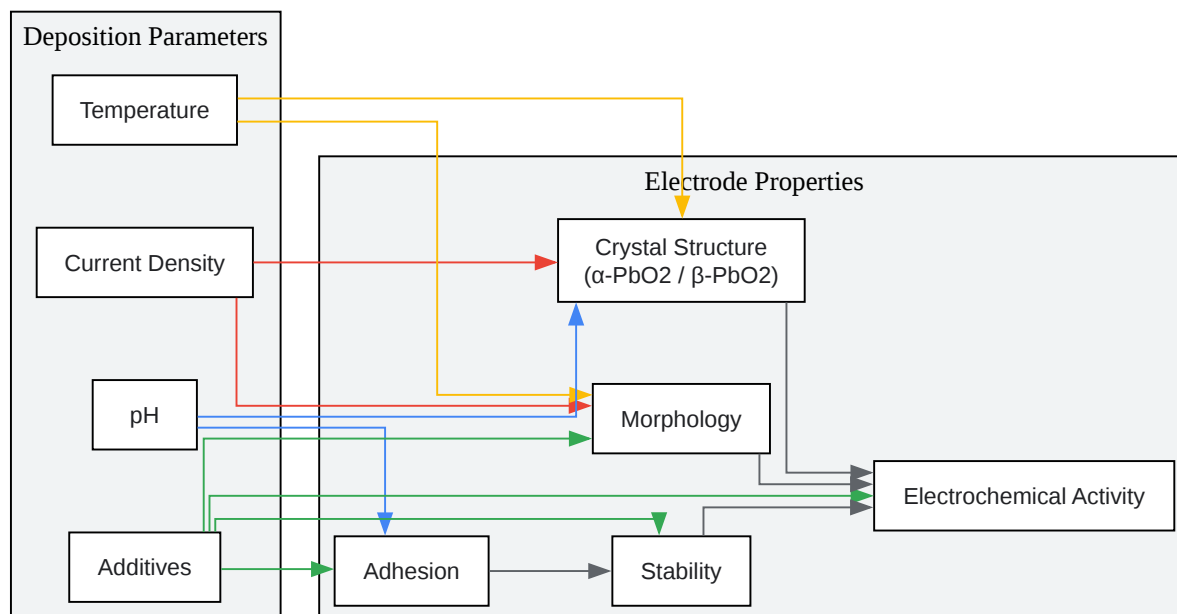 Deposition Parameters
Temperature
Electrode Properties
Current Density
Crystal Structure
(α-PbO2 / β-PbO2)
pH
Morphology
Electrochemical Activity
Additives
Adhesion
Stability